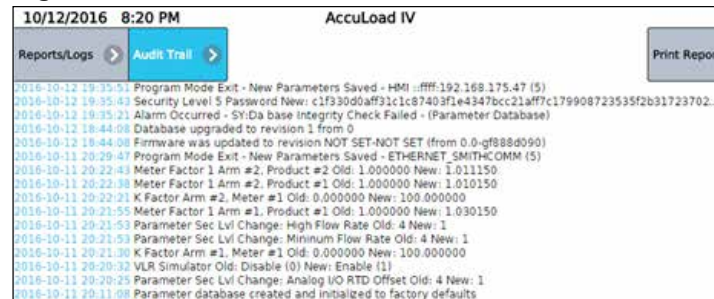 10/12/2016 8:20 PM AccuLoad IV
Reports/Logs Audit Trail Print Repor
2016-10-12 19:35:51 Program Mode Exit - New Parameters Saved - HMI ::ffff:192.168.175.47 (5)
2016-10-12 19:35:43 Security Level 5 Password New: c1f330d0aff31c1c87403f1e4347bcc21aff7c179908723535f2b31723702...
2016-10-12 19:35:21 Alarm Occurred - SY:Da base Integrity Check Failed - (Parameter Database)
2016-10-12 18:44:08 Database upgraded to revision 1 from 0
2016-10-12 18:44:08 Firmware was updated to revision NOT SET-NOT SET (from 0.0-gf888d090)
2016-10-11 20:29:47 Program Mode Exit - New Parameters Saved - ETHERNET_SMITHCOMM (5)
2016-10-11 20:22:43 Meter Factor 1 Arm #2, Product #2 Old: 1.000000 New: 1.011150
2016-10-11 20:22:38 Meter Factor 1 Arm #2, Product #1 Old: 1.000000 New: 1.010150
2016-10-11 20:22:21 K Factor Arm #2, Meter #1 Old: 0.000000 New: 100.000000
2016-10-11 20:21:55 Meter Factor 1 Arm #1, Product #1 Old: 1.000000 New: 1.030150
2016-10-11 20:21:53 Parameter Sec Lvl Change: High Flow Rate Old: 4 New: 1
2016-10-11 20:21:53 Parameter Sec Lvl Change: Minimum Flow Rate Old: 4 New: 1
2016-10-11 20:21:30 K Factor Arm #1, Meter #1 Old: 0.000000 New: 100.000000
2016-10-11 20:20:32 VLR Simulator Old: Disable (0) New: Enable (1)
2016-10-11 20:20:25 Parameter Sec Lvl Change: Analog I/O RTD Offset Old: 4 New: 1
2016-10-11 20:11:08 Parameter database created and initialized to factory defaults